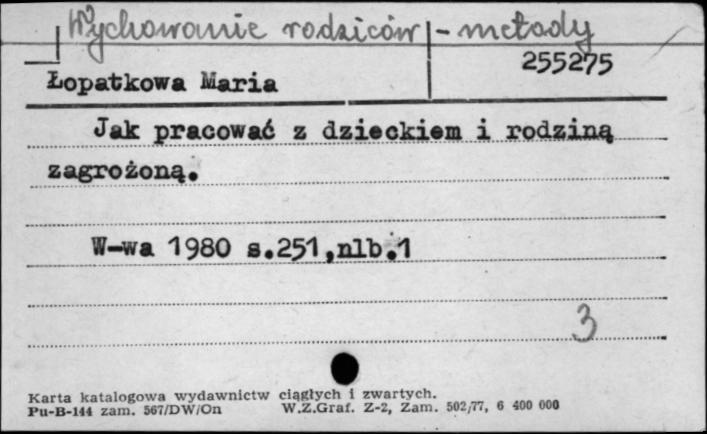 Wychowanie rodziców - metody
255275
Łopatkowa Maria
Jak pracować z dzieckiem i rodziną
zagrożoną.
W-wa 1980 s.251,nlb.1
3
Karta katalogowa wydawnictw ciągłych i zwartych.
Pu-B-144 zam. 567/DW/On W.Z.Graf. Z-2, Zam. 502/77, 6 400 000